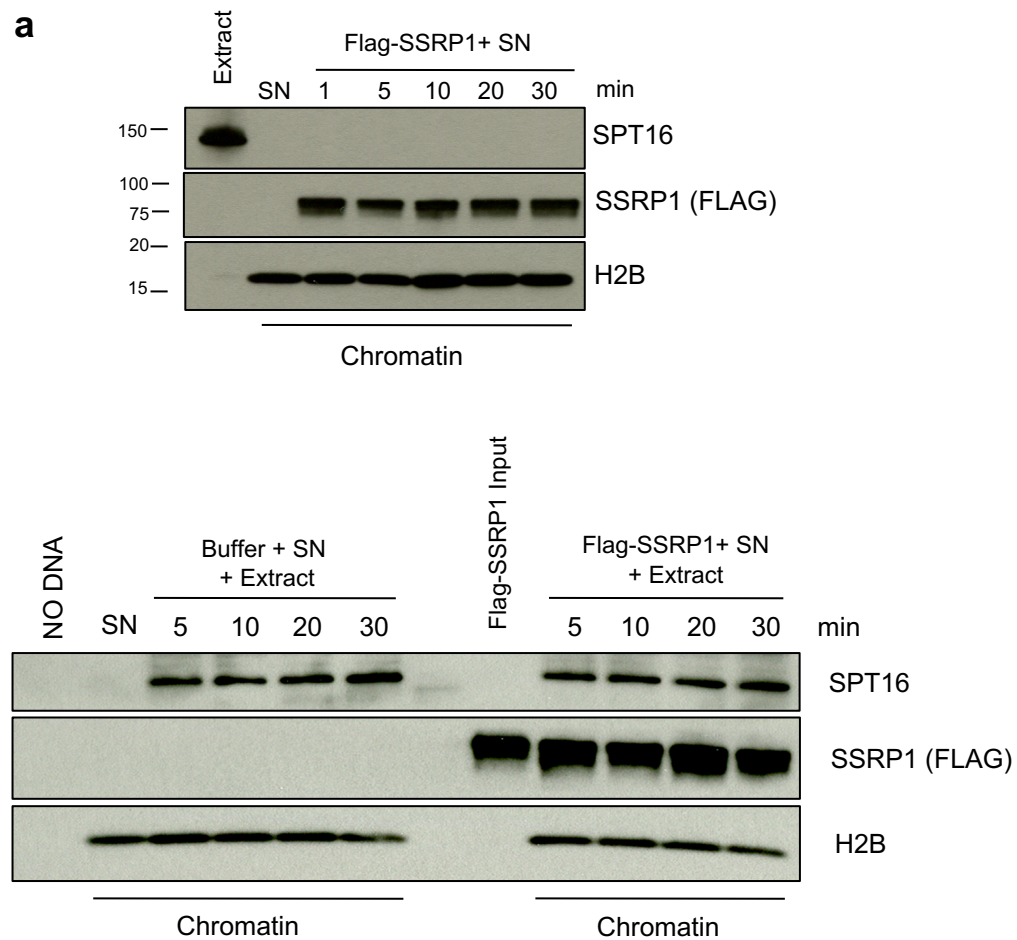 a
Extract
Flag-SSRP1+ SN
SN 1 5 10 20 30 min
150
SPT16
100
75
SSRP1 (FLAG)
20
15
H2B
Chromatin
NO DNA
Buffer + SN
+ Extract
Flag-SSRP1 Input
Flag-SSRP1+ SN
+ Extract
SN 5 10 20 30 5 10 20 30 min
SPT16
SSRP1 (FLAG)
H2B
Chromatin Chromatin